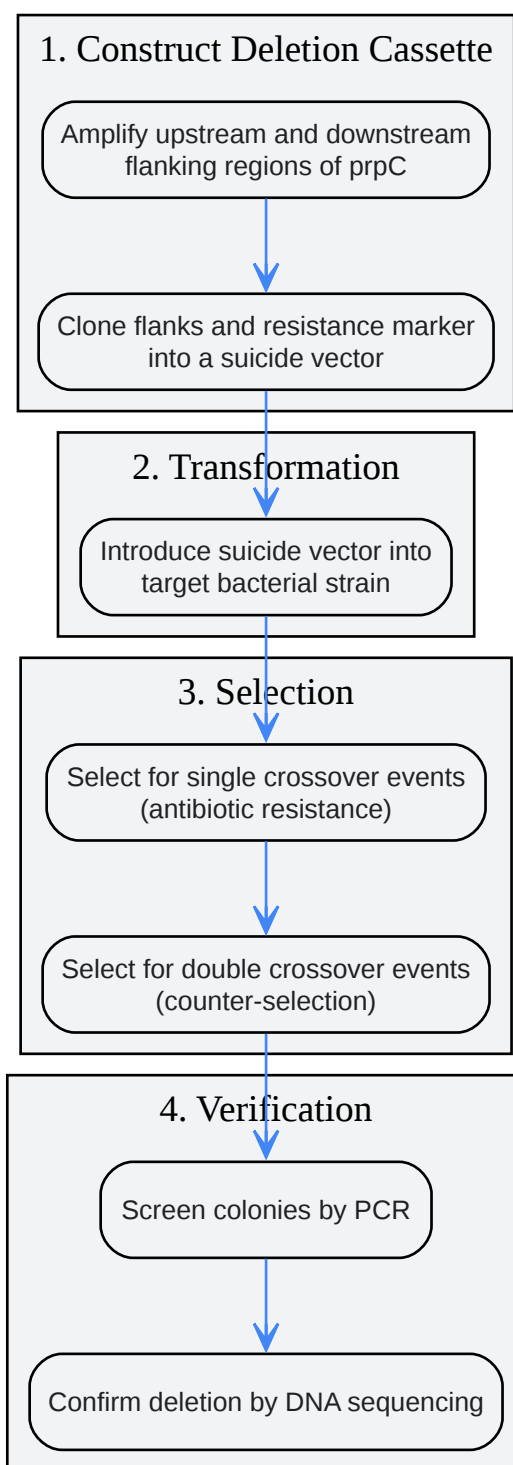 1. Construct Deletion Cassette
Amplify upstream and downstream
flanking regions of prpC
Clone flanks and resistance marker
into a suicide vector
2. Transformation
Introduce suicide vector into
target bacterial strain
3. Selection
Select for single crossover events
(antibiotic resistance)
Select for double crossover events
(counter-selection)
4. Verification
Screen colonies by PCR
Confirm deletion by DNA sequencing